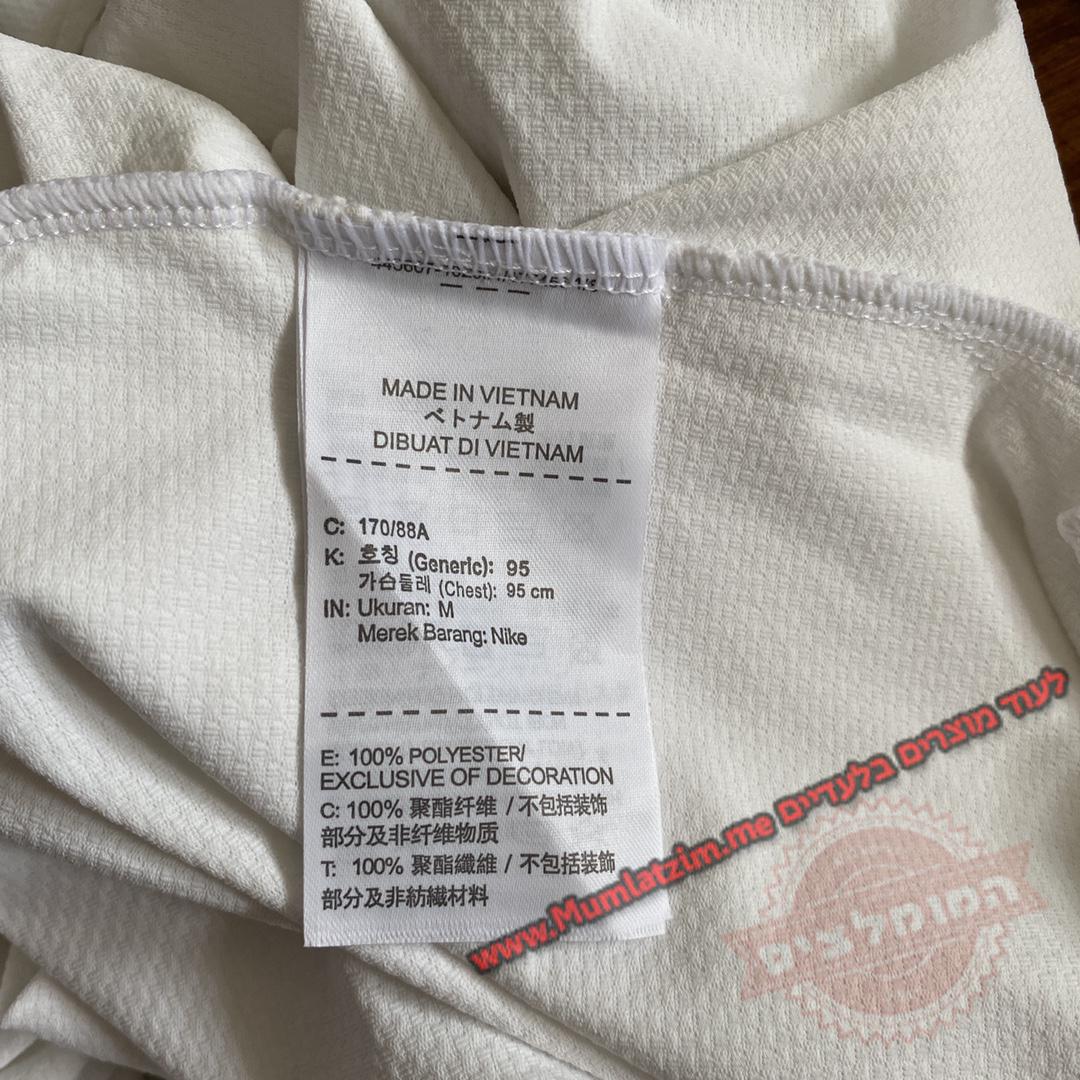 MADE IN VIETNAM
ベトナム製
DIBUAT DI VIETNAM
C: 170/88A
K: 호칭 (Generic): 95
가슴둘레 (Chest): 95 cm
IN: Ukuran: M
Merek Barang: Nike
E: 100% POLYESTER/
EXCLUSIVE OF DECORATION
C: 100% 聚酯纤维 / 不包括装饰
部分及非纤维物质
T: 100% 聚酯纖維 / 不包括裝飾
部分及非紡織材料
לעוד מוצרים בלעדיים www.Mumlatzim.me
המומלצים